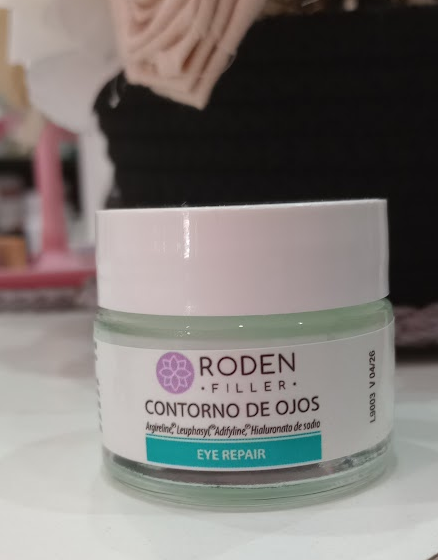 RODEN
• FILLER •
CONTORNO DE OJOS
Argireline,® Leuphasyl,® Adifyline,® Hialuronato de sodio
EYE REPAIR
L9003 V 04/26